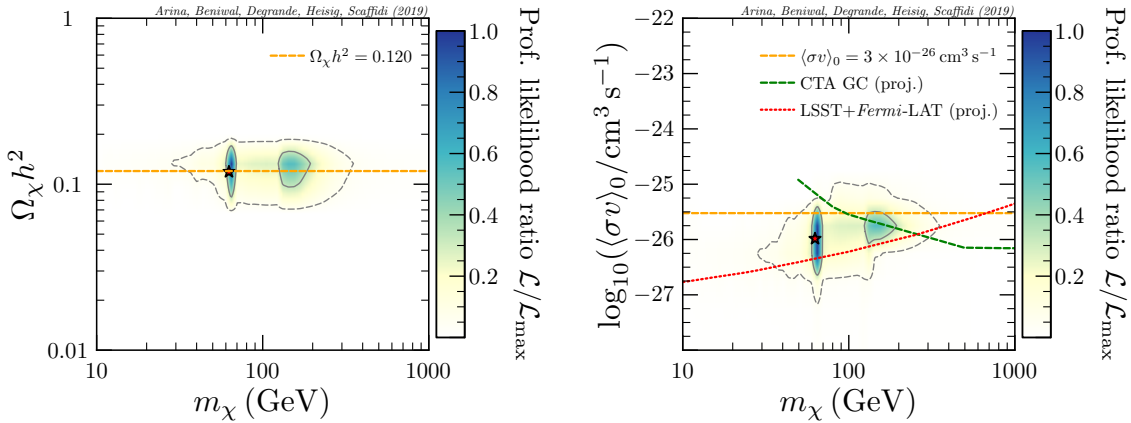 Arina, Beniwal, Degrande, Heisig, Scaffidi (2019)
1
0.1
0.01
Ωχh²
10
100
1000
mχ (GeV)
Ωχh² = 0.120
1.0
0.8
0.6
0.4
0.2
Prof. likelihood ratio ℒ/ℒmax
Arina, Beniwal, Degrande, Heisig, Scaffidi (2019)
−22
−23
−24
−25
−26
−27
log₁₀(⟨σv⟩₀/cm³ s⁻¹)
10
100
1000
mχ (GeV)
⟨σv⟩₀ = 3 × 10⁻²⁶ cm³ s⁻¹
CTA GC (proj.)
LSST+Fermi-LAT (proj.)
1.0
0.8
0.6
0.4
0.2
Prof. likelihood ratio ℒ/ℒmax